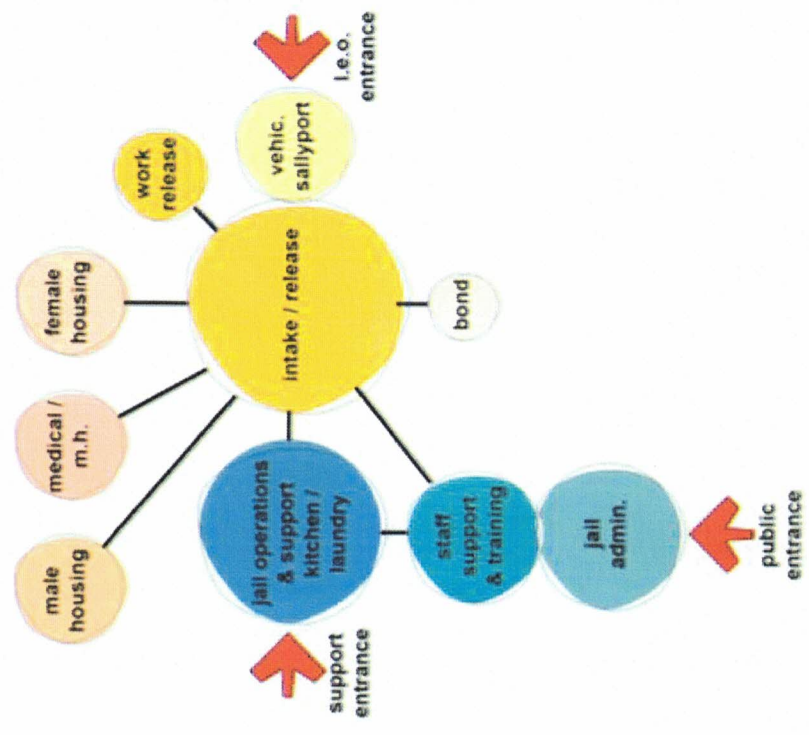 male
housing
medical /
m.h.
female
housing
work
release
vehic.
sallyport
l.e.o.
entrance
intake / release
bond
jail operations
& support
kitchen /
laundry
support
entrance
staff
support
& training
jail
admin.
public
entrance